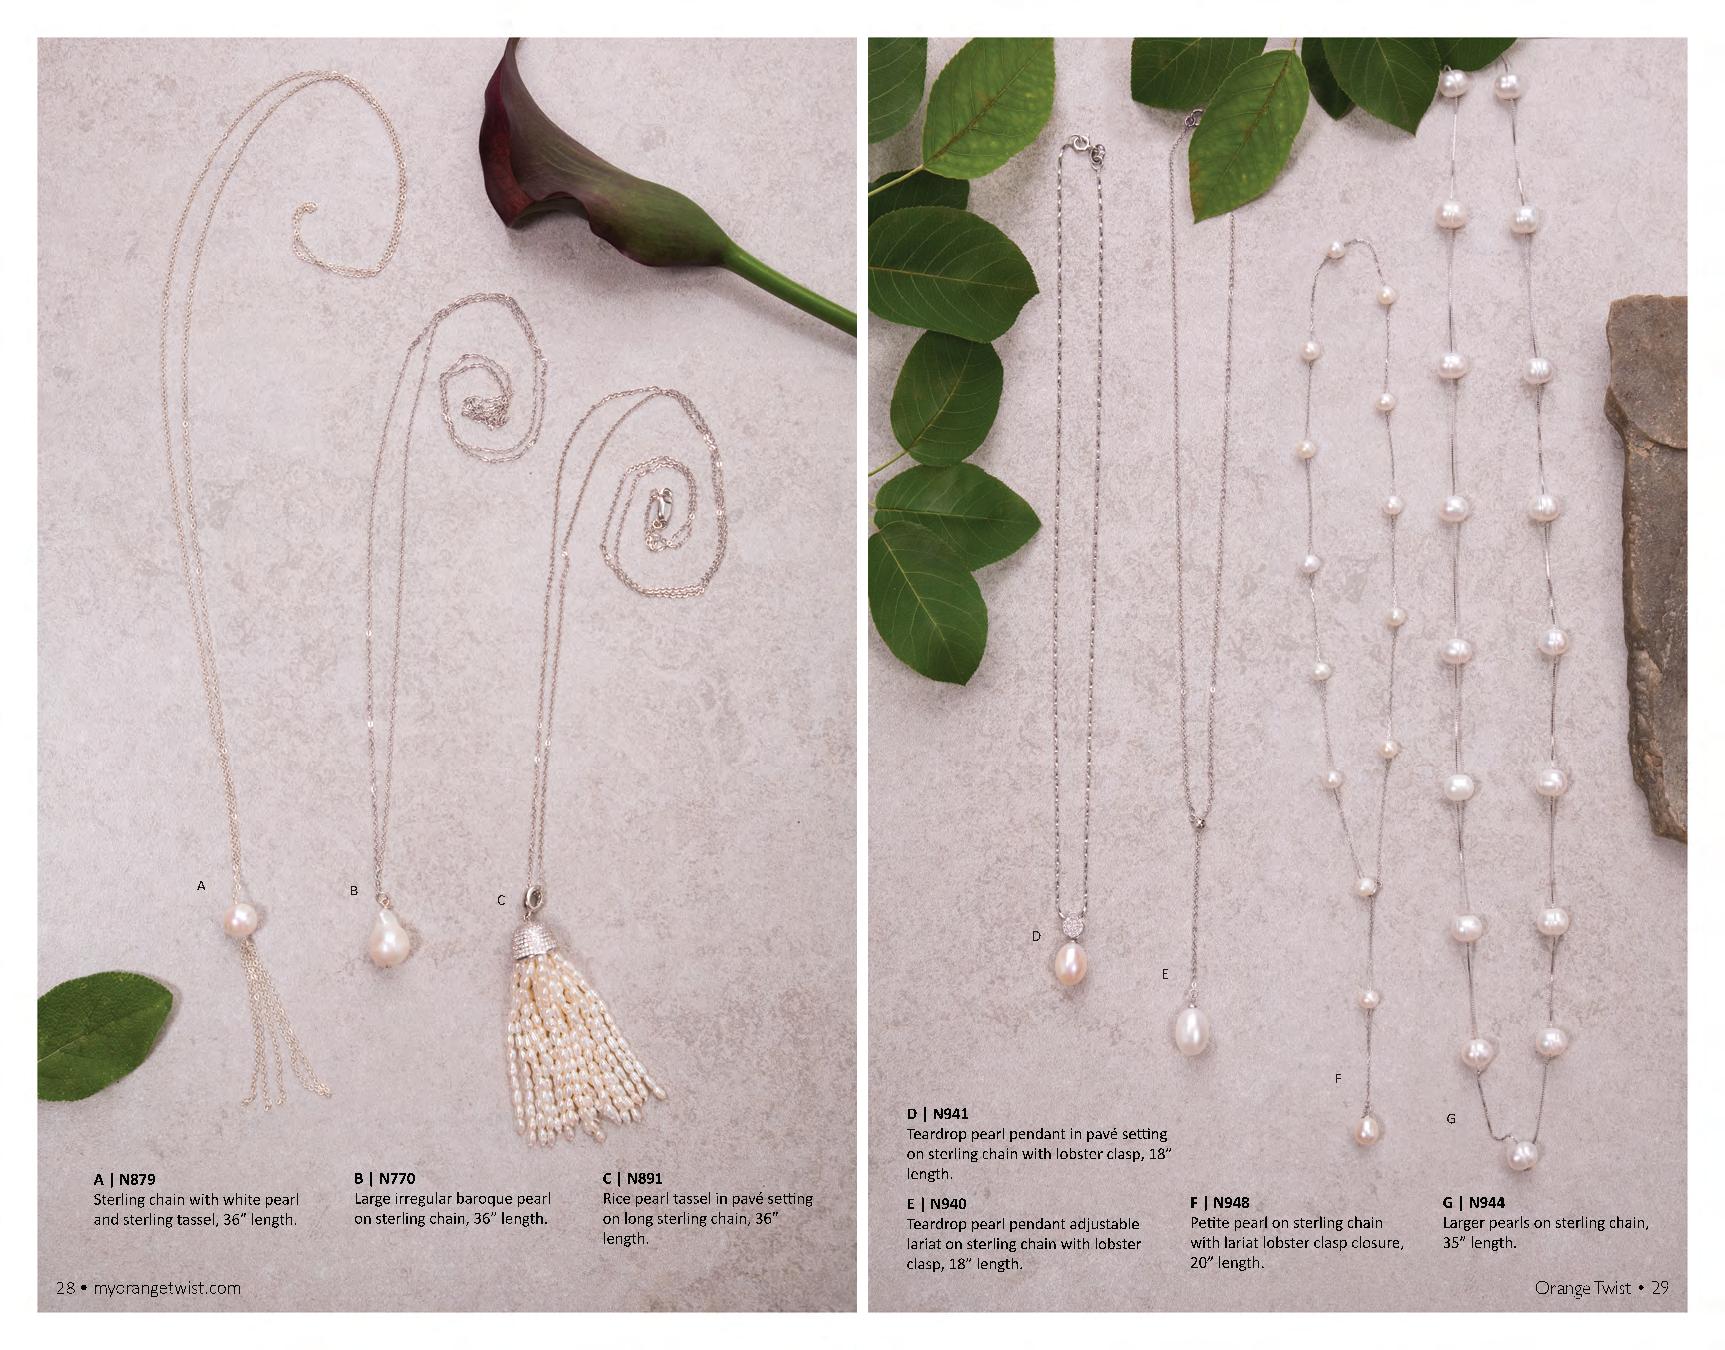 A
B
C
A | N879
Sterling chain with white pearl
and sterling tassel, 36” length.
B | N770
Large irregular baroque pearl
on sterling chain, 36” length.
C | N891
Rice pearl tassel in pavé setting
on long sterling chain, 36”
length.
28 • myorangetwist.com
D
E
F
G
D | N941
Teardrop pearl pendant in pavé setting
on sterling chain with lobster clasp, 18”
length.
E | N940
Teardrop pearl pendant adjustable
lariat on sterling chain with lobster
clasp, 18” length.
F | N948
Petite pearl on sterling chain
with lariat lobster clasp closure,
20” length.
G | N944
Larger pearls on sterling chain,
35” length.
Orange Twist • 29